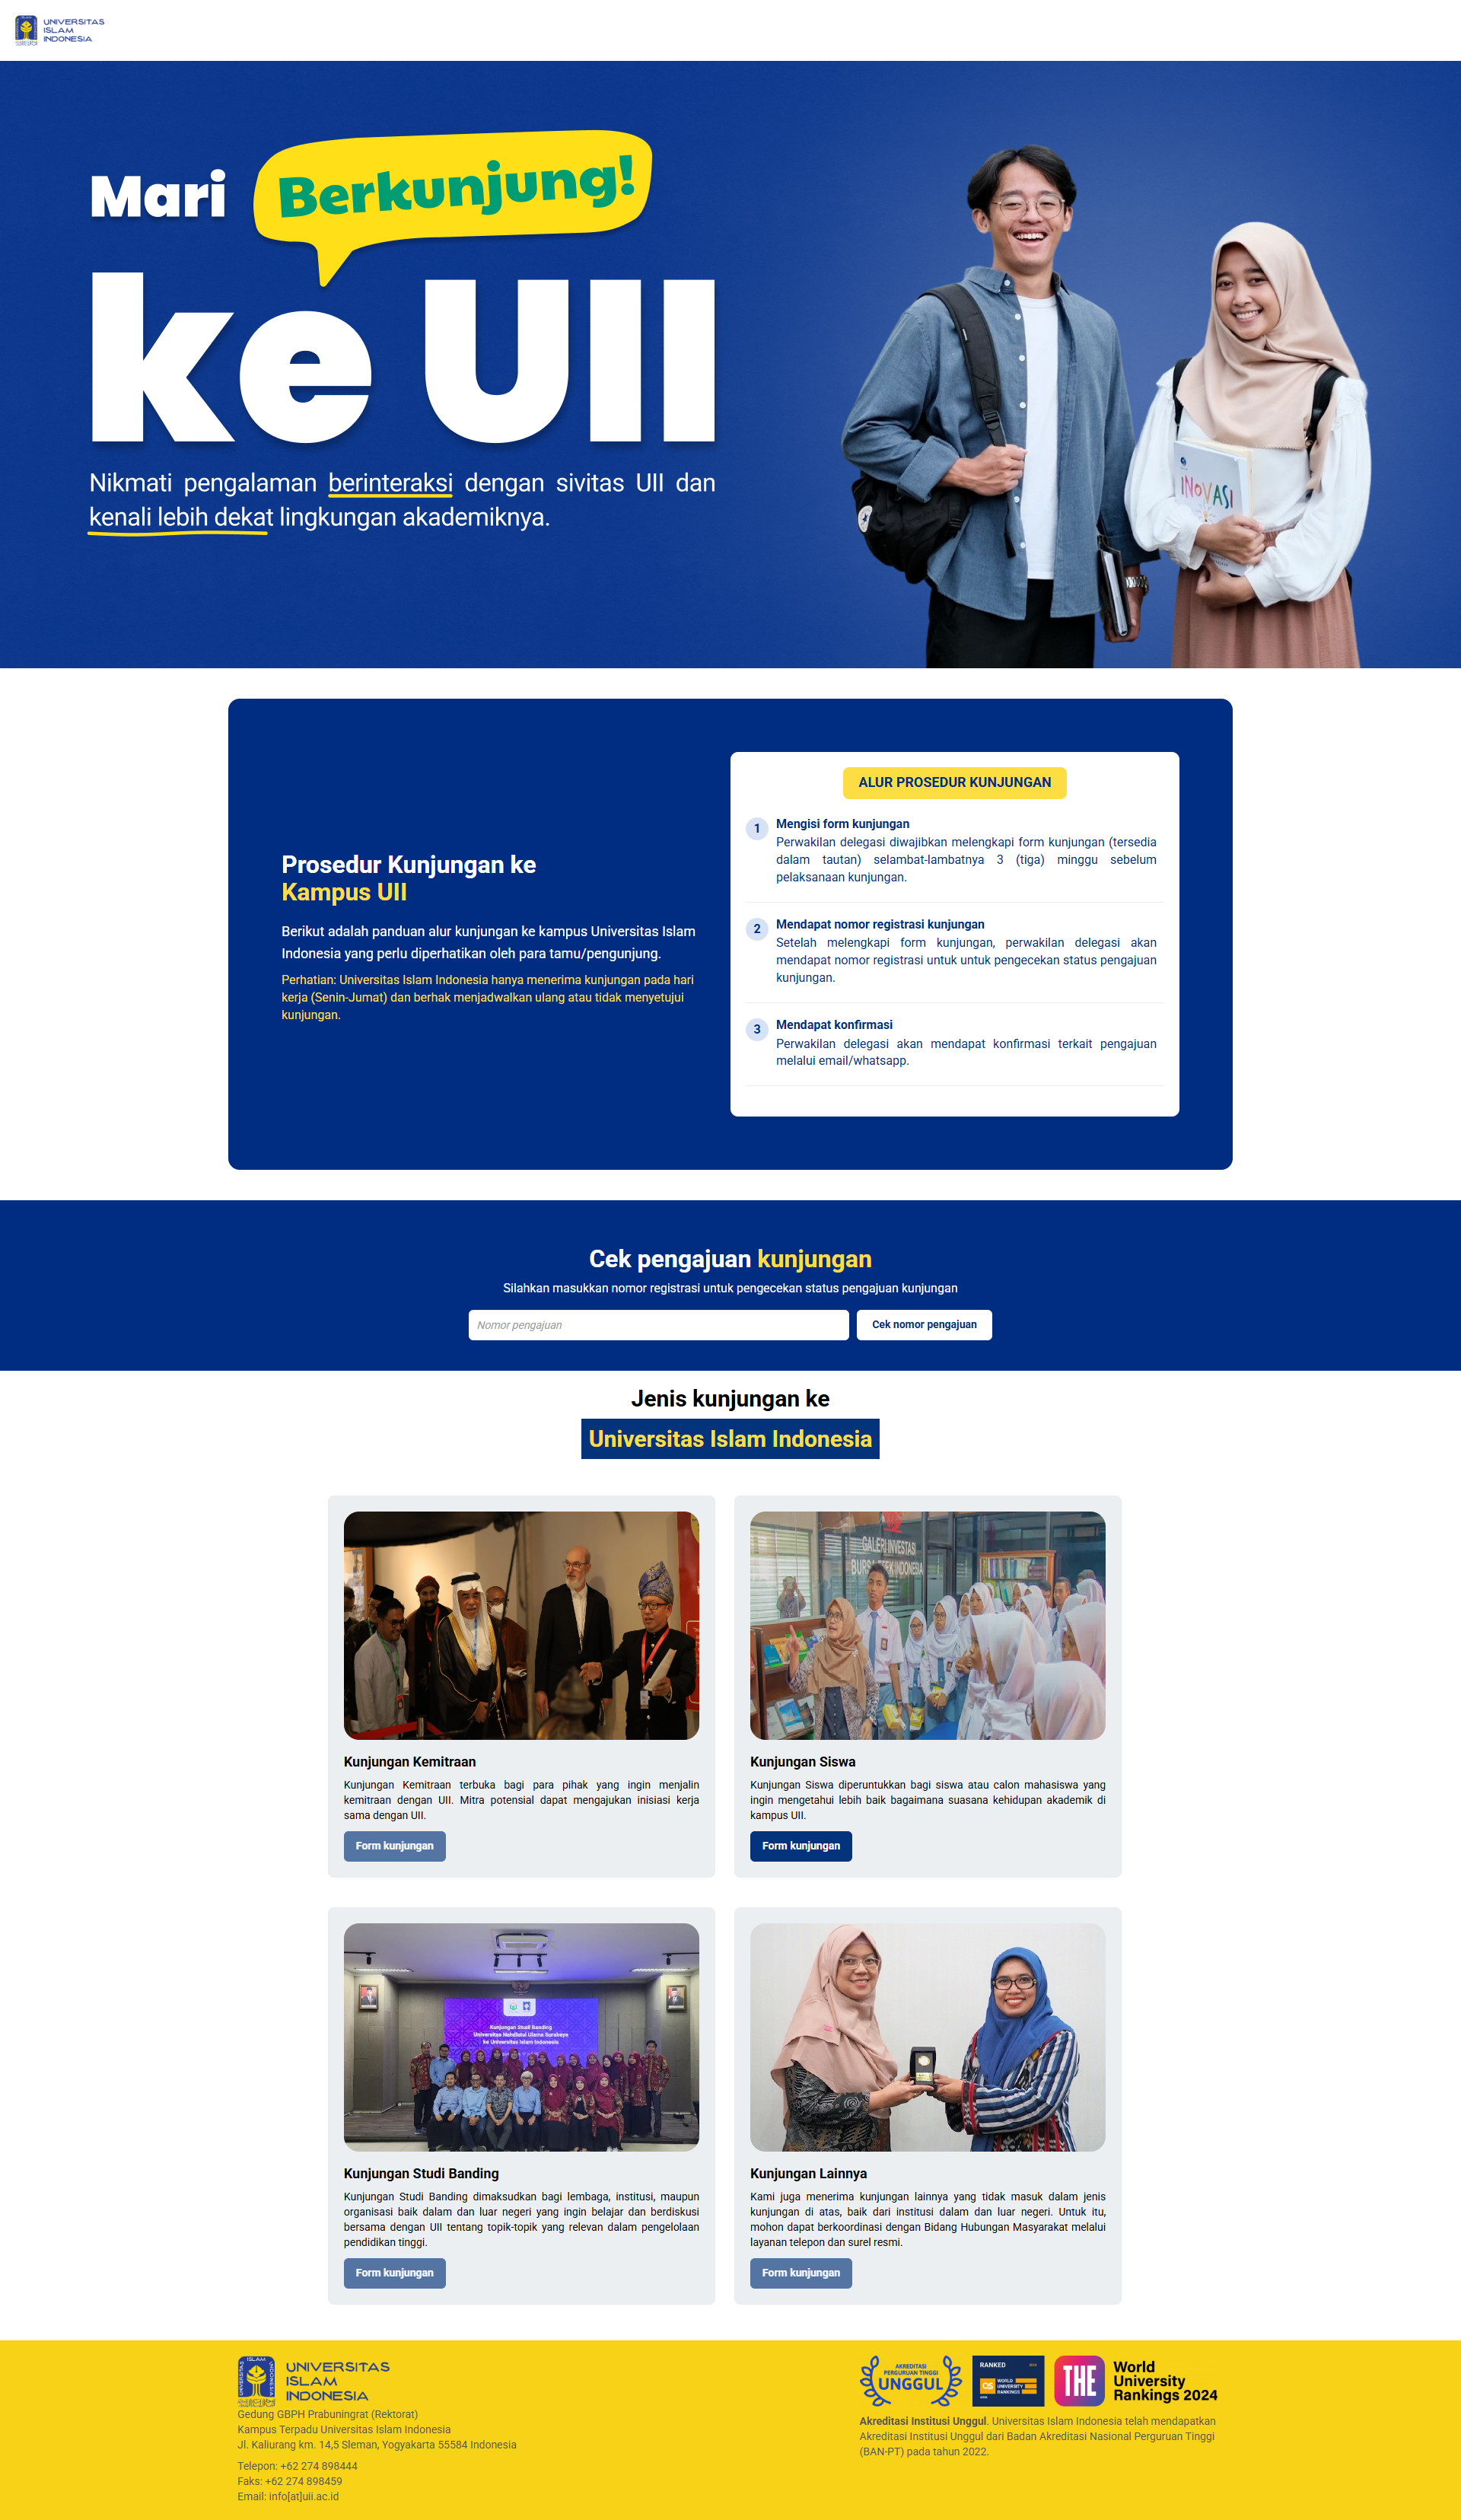 UNIVERSITAS
ISLAM
INDONESIA
Mari Berkunjung!
ke UII
Nikmati pengalaman berinteraksi dengan sivitas UII dan
kenali lebih dekat lingkungan akademiknya.
INOVASI
Prosedur Kunjungan ke
Kampus UII
Berikut adalah panduan alur kunjungan ke kampus Universitas Islam
Indonesia yang perlu diperhatikan oleh para tamu/pengunjung.
Perhatian: Universitas Islam Indonesia hanya menerima kunjungan pada hari
kerja (Senin-Jumat) dan berhak menjadwalkan ulang atau tidak menyetujui
kunjungan.
ALUR PROSEDUR KUNJUNGAN
1 Mengisi form kunjungan
Perwakilan delegasi diwajibkan melengkapi form kunjungan (tersedia
dalam tautan) selambat-lambatnya 3 (tiga) minggu sebelum
pelaksanaan kunjungan.
2 Mendapat nomor registrasi kunjungan
Setelah melengkapi form kunjungan, perwakilan delegasi akan
mendapat nomor registrasi untuk untuk pengecekan status pengajuan
kunjungan.
3 Mendapat konfirmasi
Perwakilan delegasi akan mendapat konfirmasi terkait pengajuan
melalui email/whatsapp.
Cek pengajuan kunjungan
Silahkan masukkan nomor registrasi untuk pengecekan status pengajuan kunjungan
Nomor pengajuan
Cek nomor pengajuan
Jenis kunjungan ke
Universitas Islam Indonesia
Kunjungan Kemitraan
Kunjungan Kemitraan terbuka bagi para pihak yang ingin menjalin
kemitraan dengan UII. Mitra potensial dapat mengajukan inisiasi kerja
sama dengan UII.
Form kunjungan
GALERI INVESTASI
BURSA EFEK INDONESIA
Kunjungan Siswa
Kunjungan Siswa diperuntukkan bagi siswa atau calon mahasiswa yang
ingin mengetahui lebih baik bagaimana suasana kehidupan akademik di
kampus UII.
Form kunjungan
Kunjungan Studi Banding
Universitas Nahdlatul Ulama Surabaya
ke Universitas Islam Indonesia
Kunjungan Studi Banding
Kunjungan Studi Banding dimaksudkan bagi lembaga, institusi, maupun
organisasi baik dalam dan luar negeri yang ingin belajar dan berdiskusi
bersama dengan UII tentang topik-topik yang relevan dalam pengelolaan
pendidikan tinggi.
Form kunjungan
Kunjungan Lainnya
Kami juga menerima kunjungan lainnya yang tidak masuk dalam jenis
kunjungan di atas, baik dari institusi dalam dan luar negeri. Untuk itu,
mohon dapat berkoordinasi dengan Bidang Hubungan Masyarakat melalui
layanan telepon dan surel resmi.
Form kunjungan
UNIVERSITAS
ISLAM
INDONESIA
Gedung GBPH Prabuningrat (Rektorat)
Kampus Terpadu Universitas Islam Indonesia
Jl. Kaliurang km. 14,5 Sleman, Yogyakarta 55584 Indonesia
Telepon: +62 274 898444
Faks: +62 274 898459
Email: info[at]uii.ac.id
AKREDITASI
PERGURUAN TINGGI
UNGGUL
RANKED
QS WORLD
UNIVERSITY
RANKINGS
THE
World
University
Rankings 2024
Akreditasi Institusi Unggul. Universitas Islam Indonesia telah mendapatkan
Akreditasi Institusi Unggul dari Badan Akreditasi Nasional Perguruan Tinggi
(BAN-PT) pada tahun 2022.